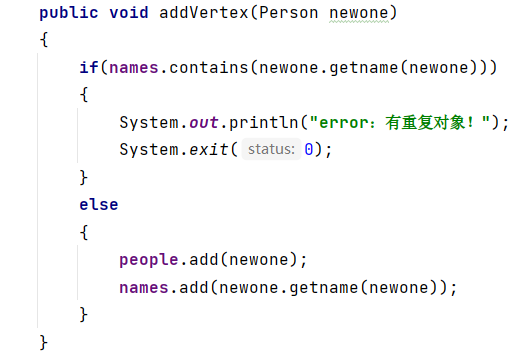 public void addVertex(Person newone)
{
if(names.contains(newone.getname(newone)))
{
System.out.println("error：有重复对象！");
System.exit( status: 0);
}
else
{
people.add(newone);
names.add(newone.getname(newone));
}
}